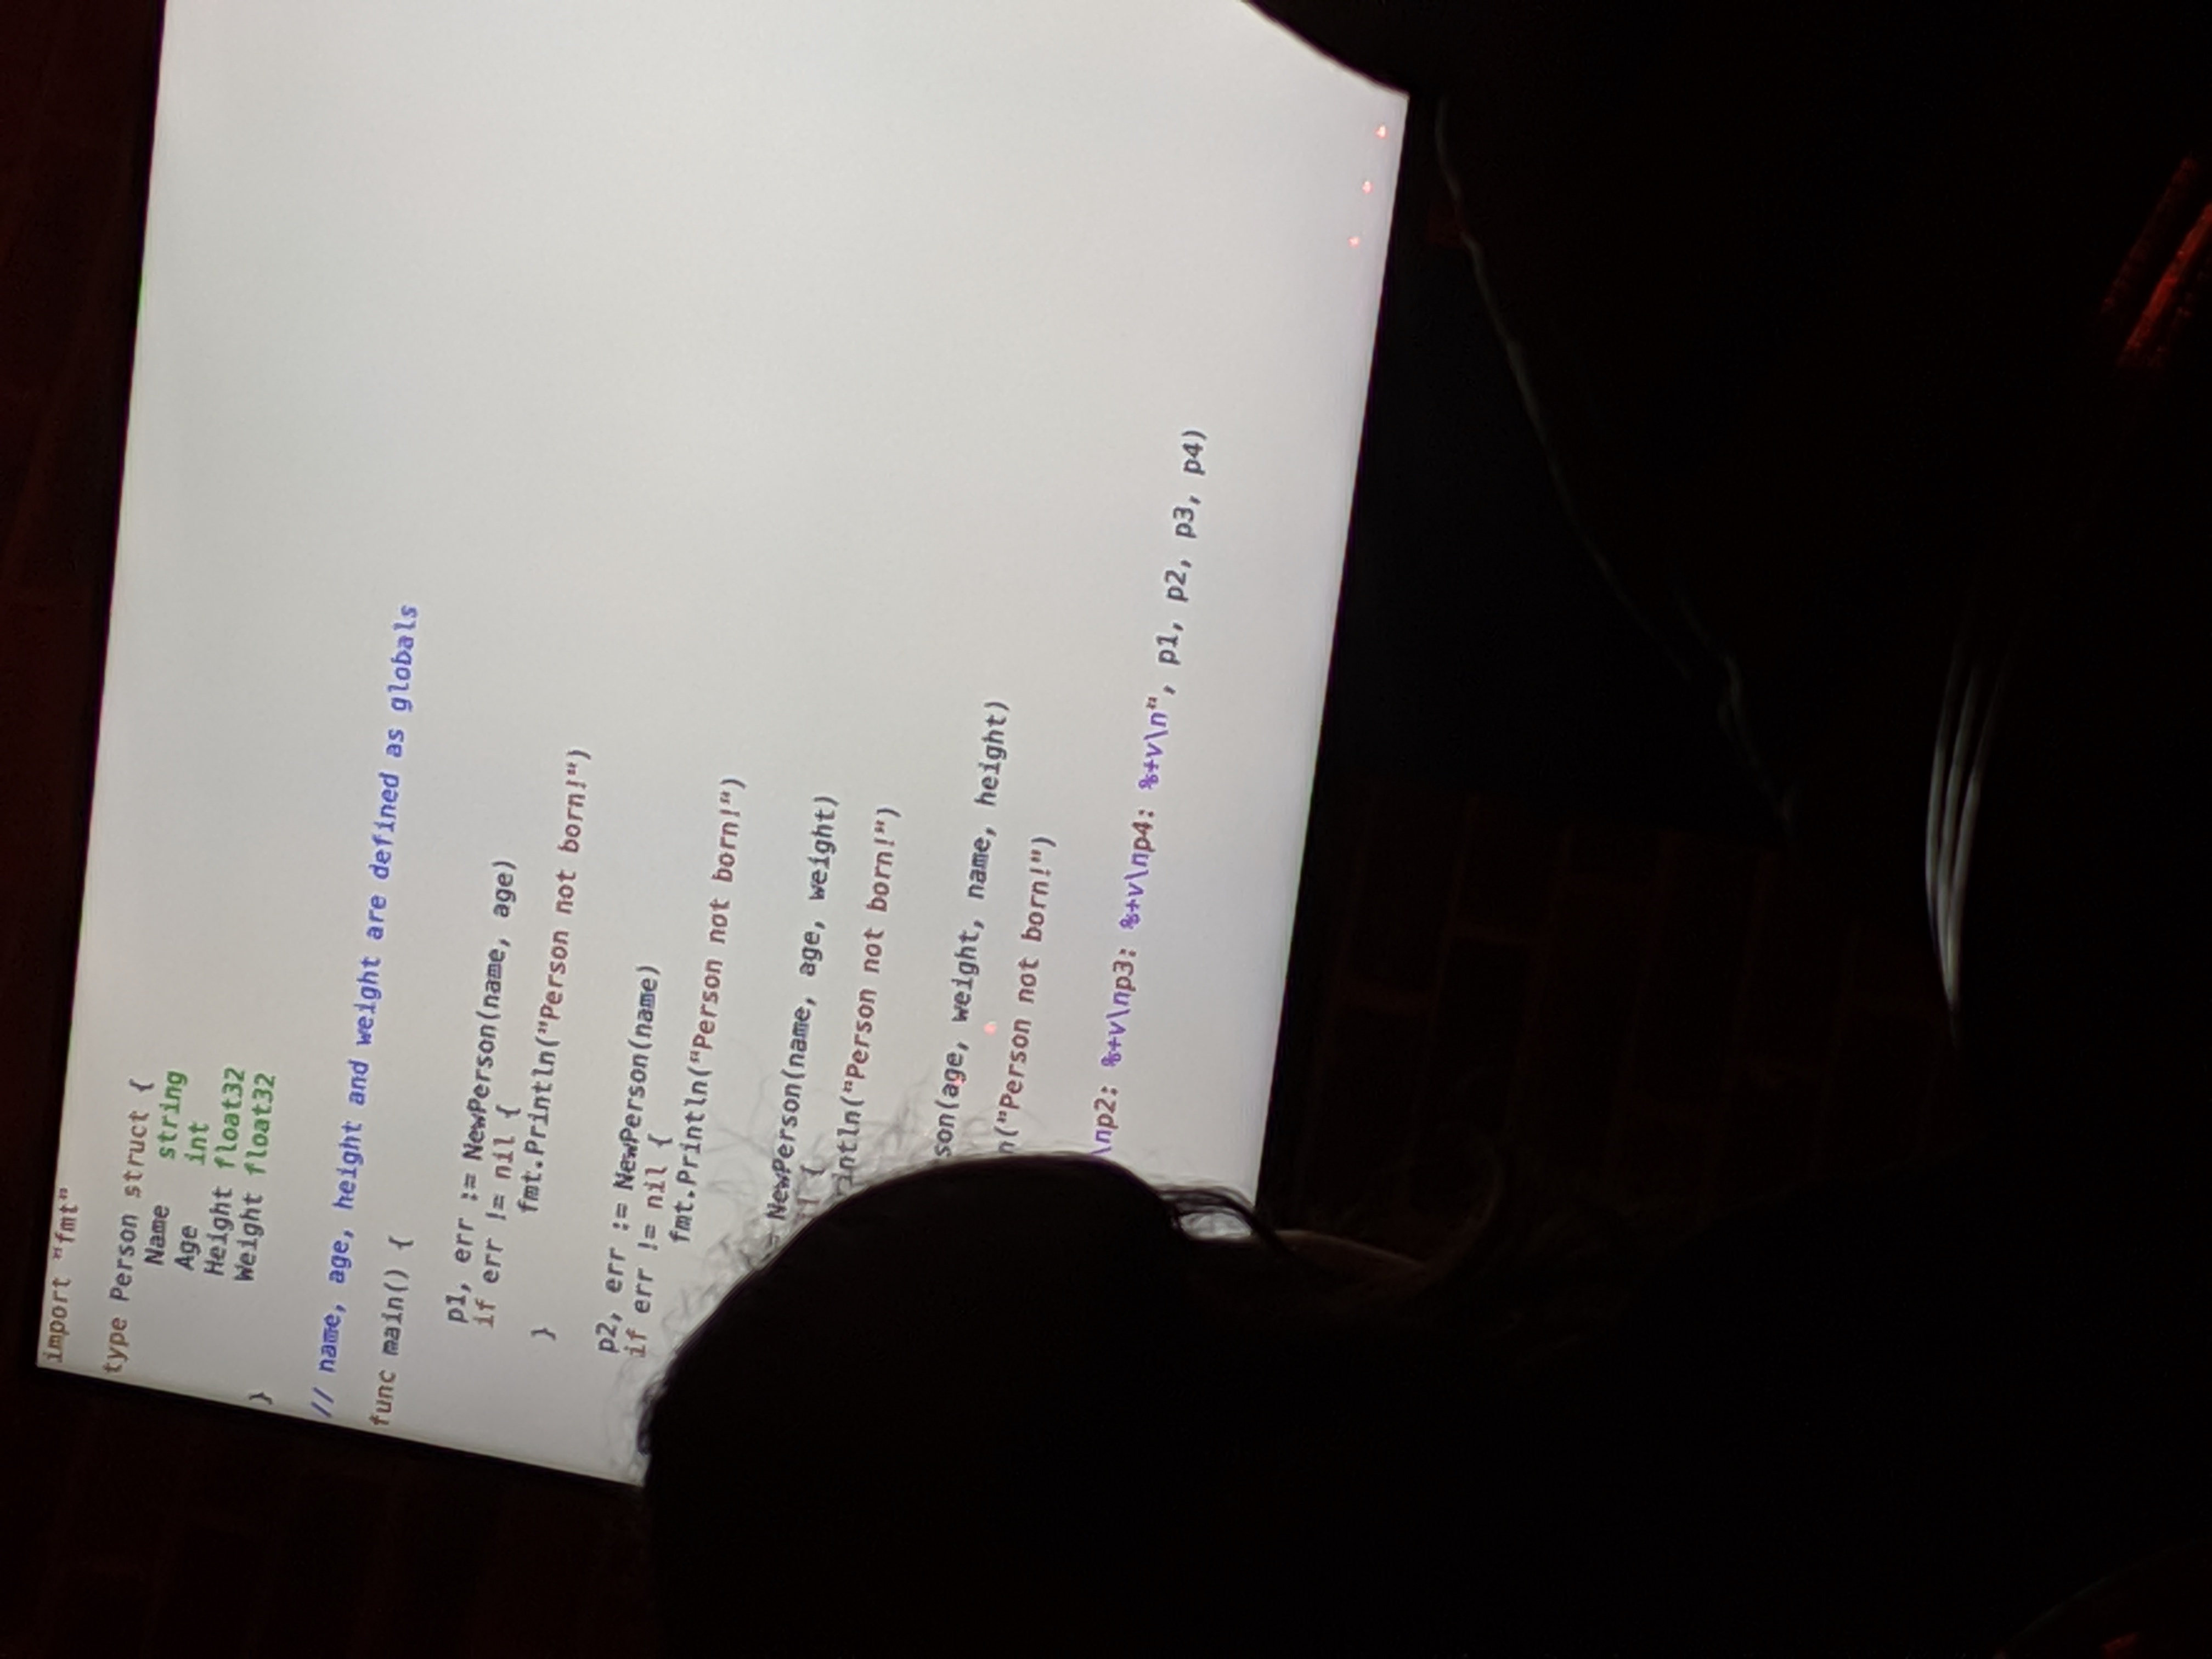 import "fmt"
type Person struct {
Name string
Age int
Height float32
Weight float32
}
// name, age, height and weight are defined as globals
func main() {
p1, err := NewPerson(name, age)
if err != nil {
fmt.Println("Person not born!")
}
p2, err := NewPerson(name)
if err != nil {
fmt.Println("Person not born!")
= NewPerson(name, age, weight)
{
rintln("Person not born!")
son(age, weight, name, height)
n("Person not born!")
\np2: %+v\np3: %+v\np4: %+v\n", p1, p2, p3, p4)